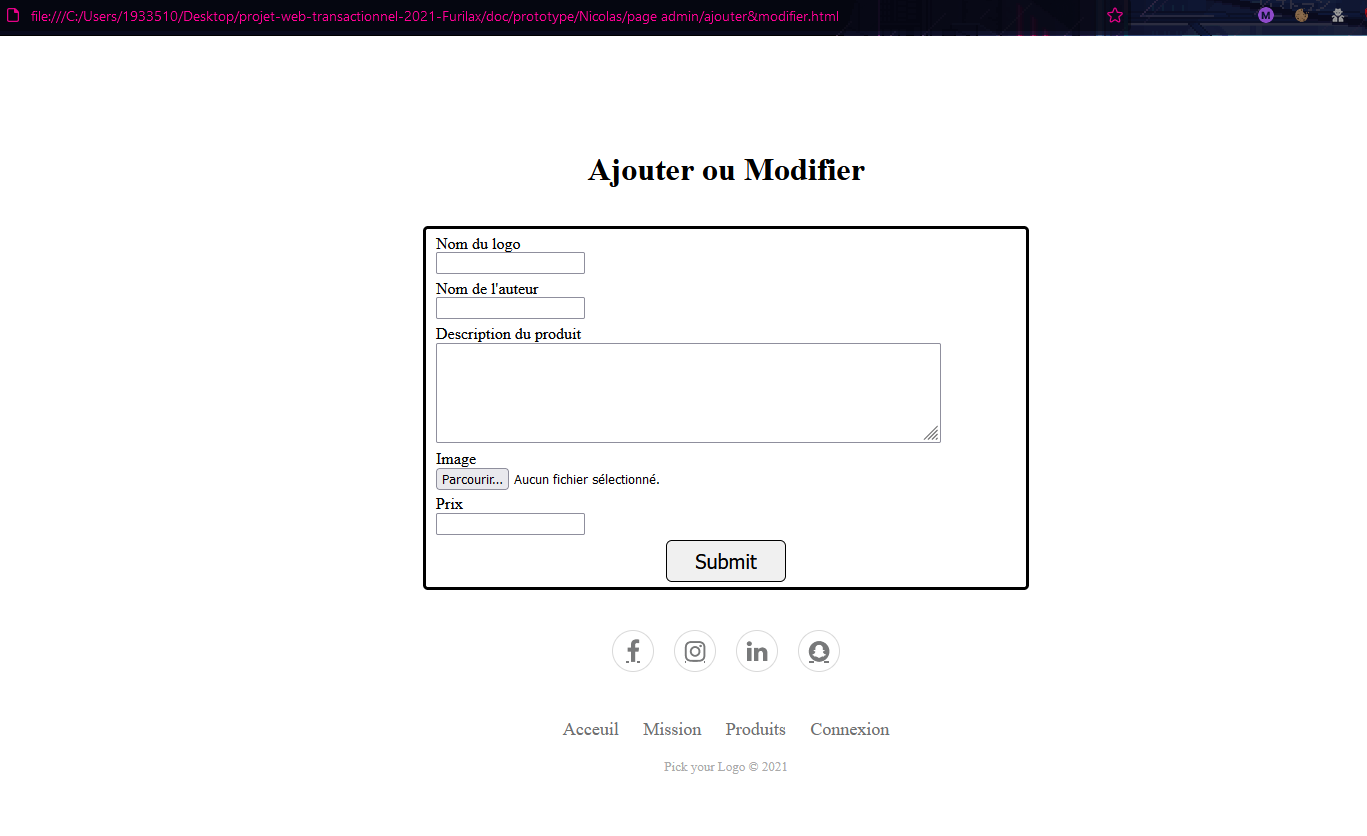 file:///C:/Users/1933510/Desktop/projet-web-transactionnel-2021-Furilax/doc/prototype/Nicolas/page admin/ajouter&modifier.html
M
Ajouter ou Modifier
Nom du logo
Nom de l'auteur
Description du produit
Image
Parcourir... Aucun fichier sélectionné.
Prix
Submit
Acceuil Mission Produits Connexion
Pick your Logo © 2021